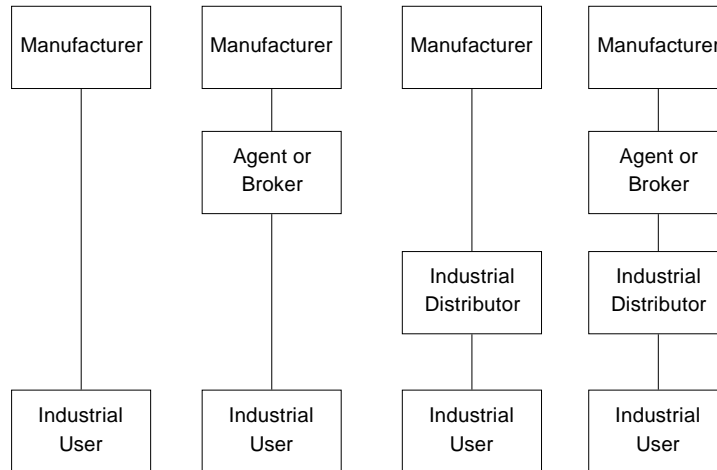 Manufacturer
Manufacturer
Manufacturer
Manufacturer
Agent or
Broker
Agent or
Broker
Industrial
Distributor
Industrial
Distributor
Industrial
User
Industrial
User
Industrial
User
Industrial
User